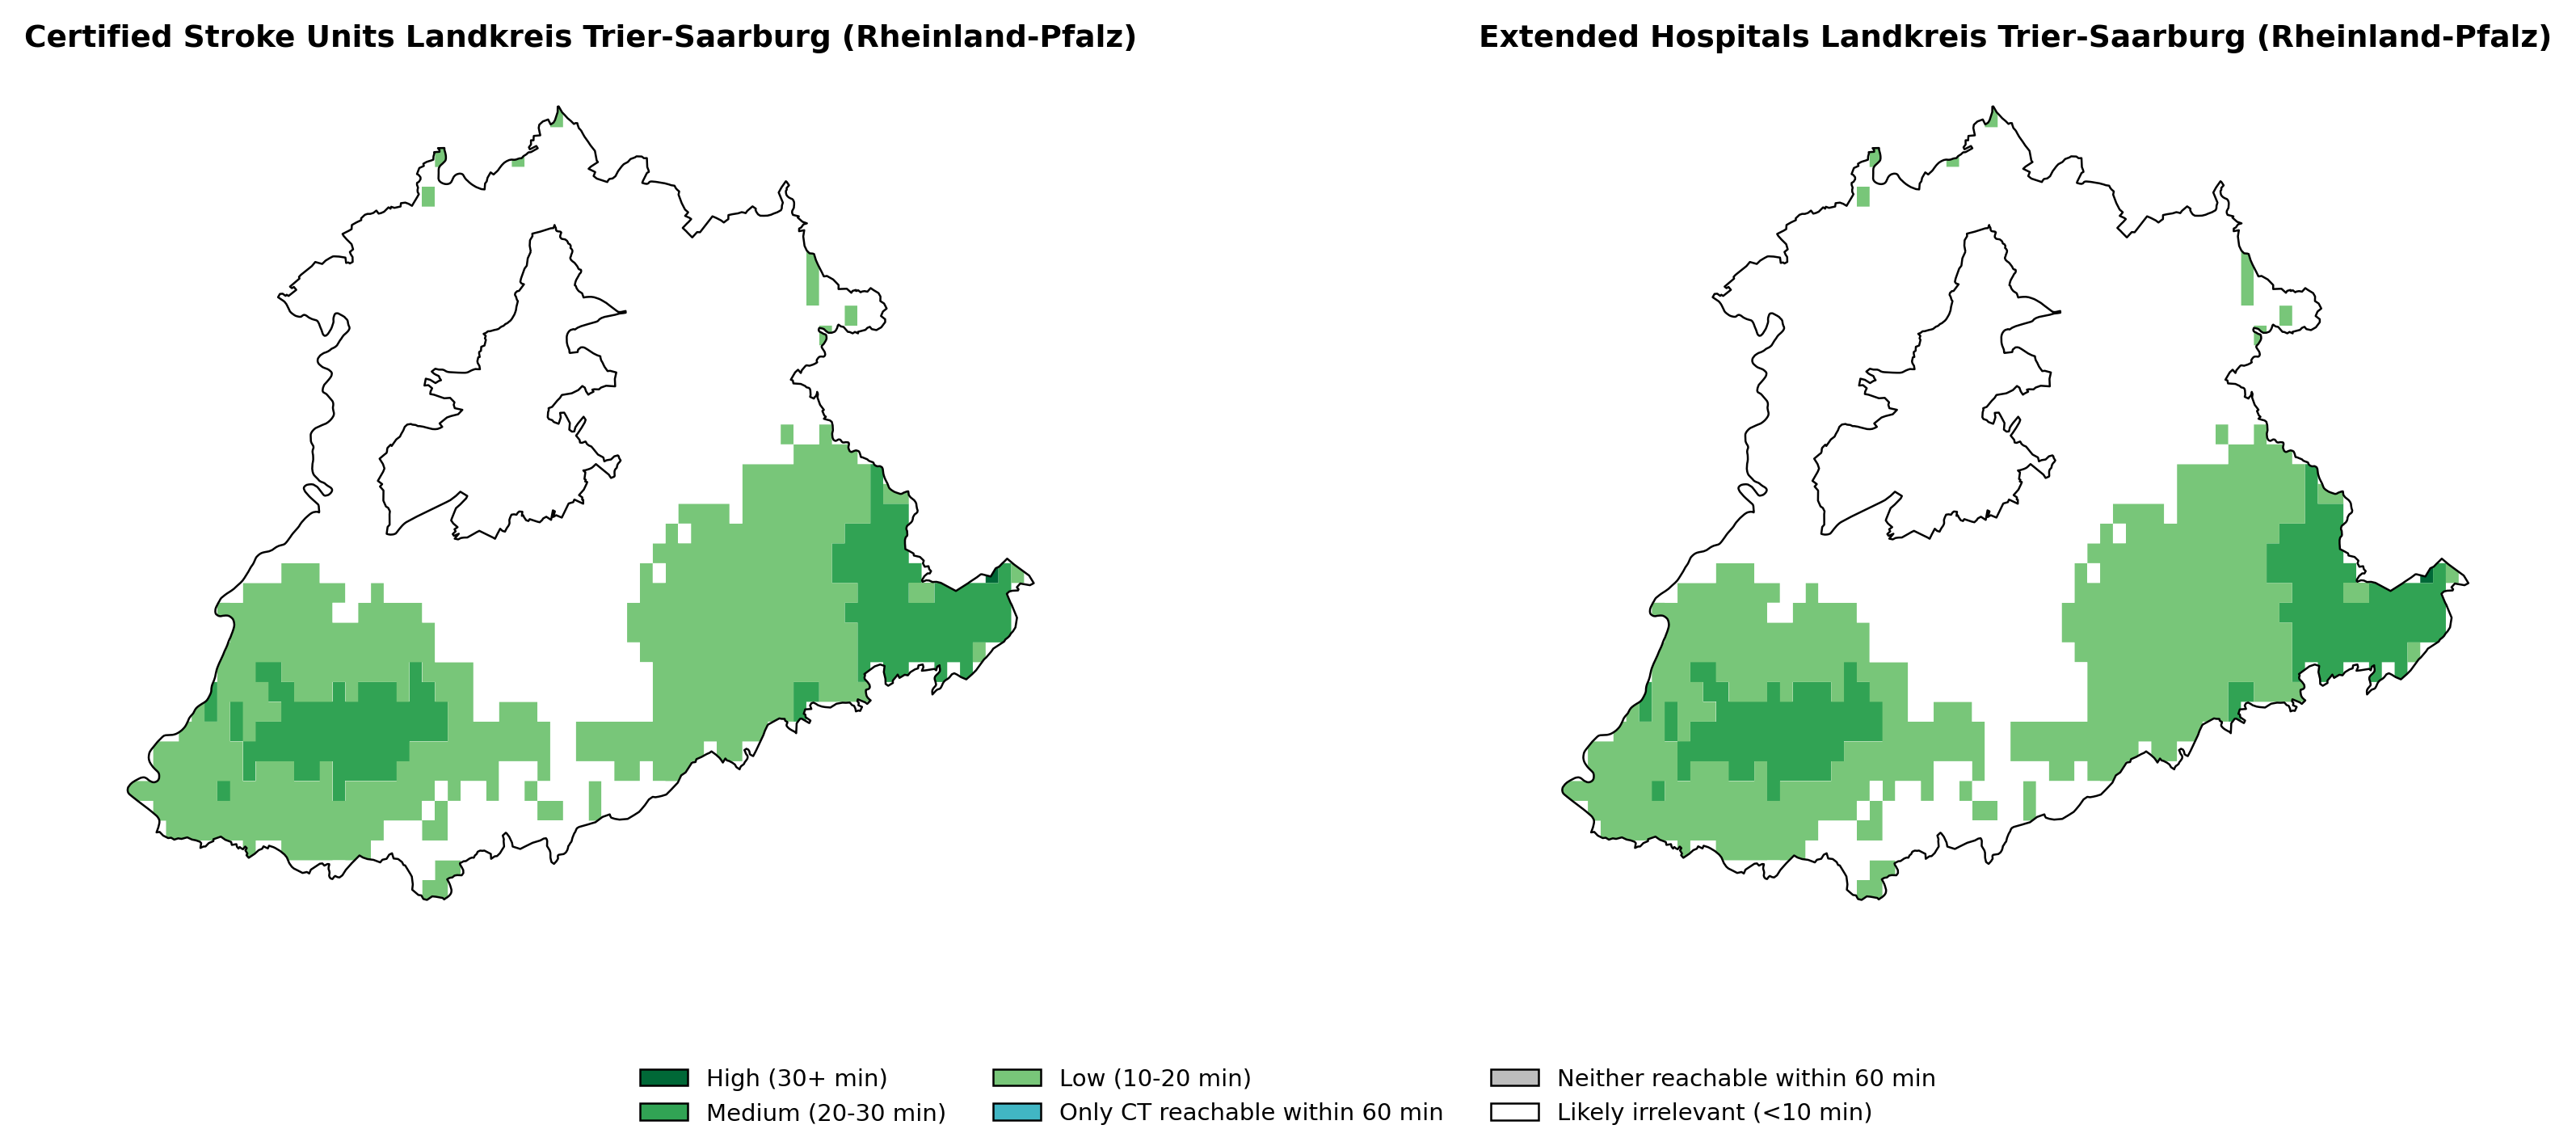 Certified Stroke Units Landkreis Trier-Saarburg (Rheinland-Pfalz)
Extended Hospitals Landkreis Trier-Saarburg (Rheinland-Pfalz)
High (30+ min)
Medium (20-30 min)
Low (10-20 min)
Only CT reachable within 60 min
Neither reachable within 60 min
Likely irrelevant (<10 min)